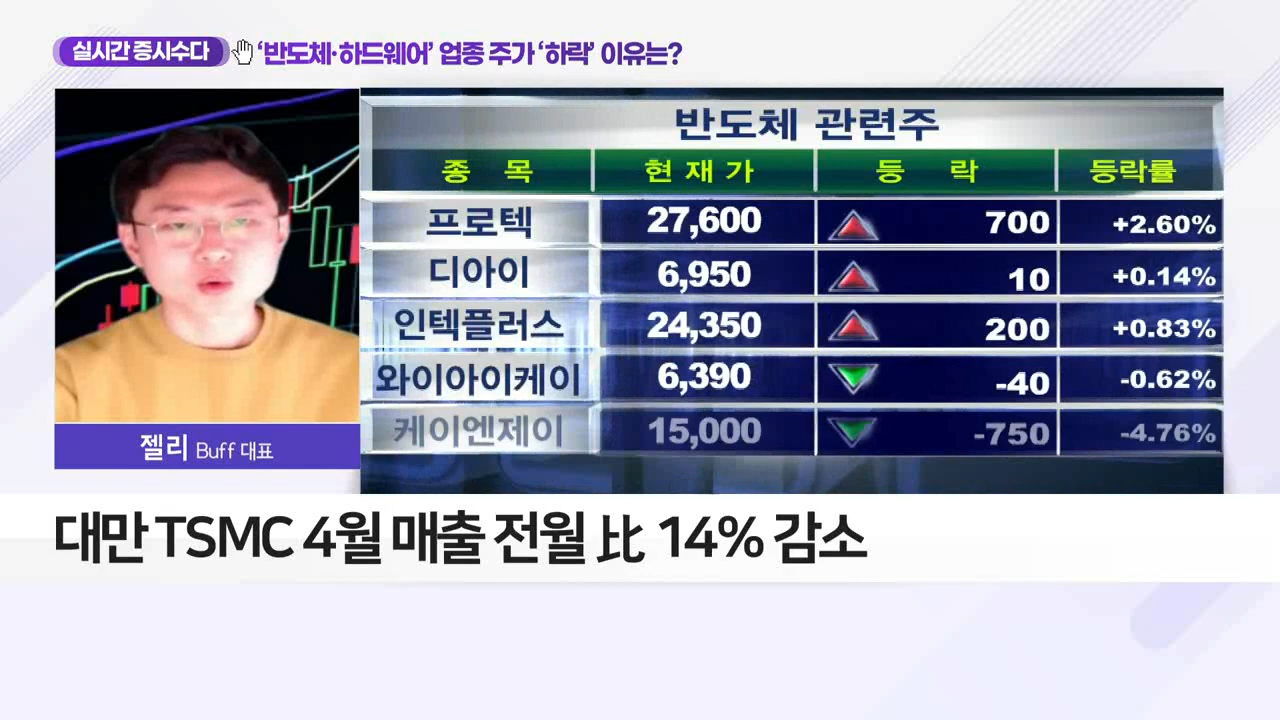 실시간 증시수다 ‘반도체·하드웨어’ 업종 주가 ‘하락’ 이유는?
반도체 관련주
종목 현재가 등락 등락률
프로텍 27,600 700 +2.60%
디아이 6,950 10 +0.14%
인텍플러스 24,350 200 +0.83%
와이아이케이 6,390 -40 -0.62%
케이엔제이 15,000 -750 -4.76%
젤리 Buff 대표
대만 TSMC 4월 매출 전월 比 14% 감소